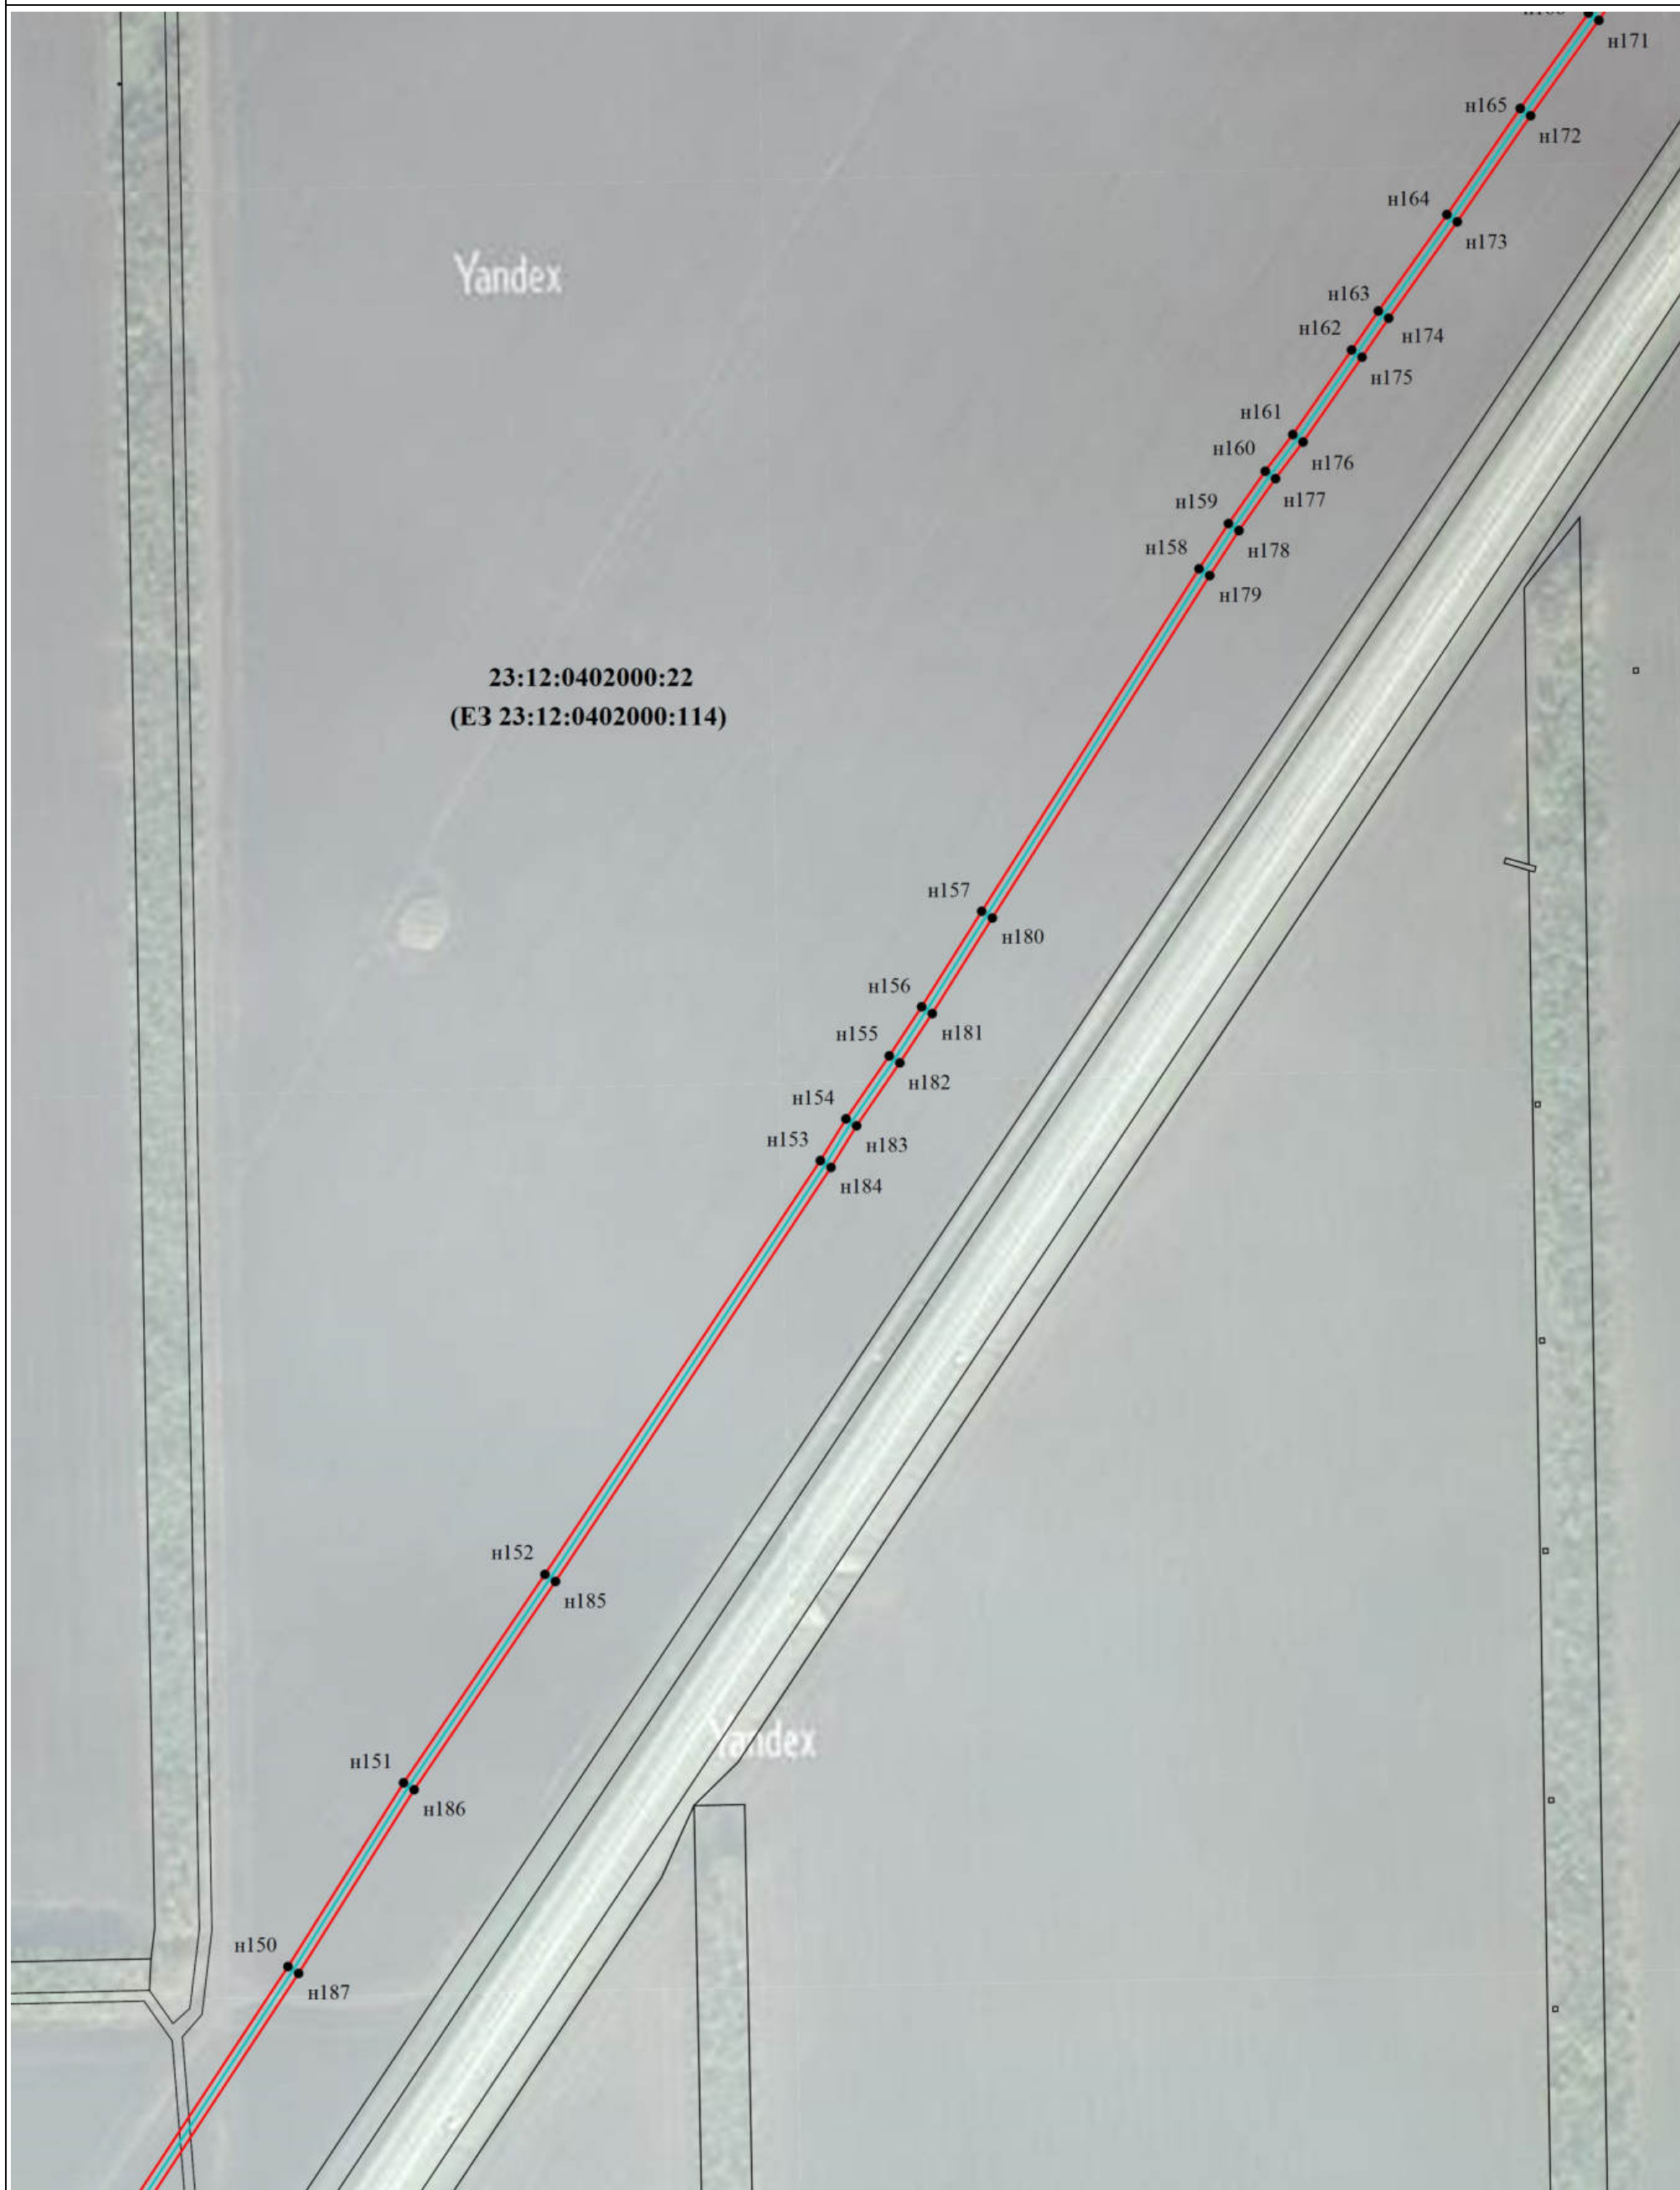 н171
н165
н172
н164
н173
Yandex
н163
н174
н162
н175
н161
н176
н160
н177
н159
н178
н158
н179
23:12:0402000:22
(ЕЗ 23:12:0402000:114)
н157
н180
н156
н181
н155
н182
н154
н183
н153
н184
н152
н185
Yandex
н151
н186
н150
н187